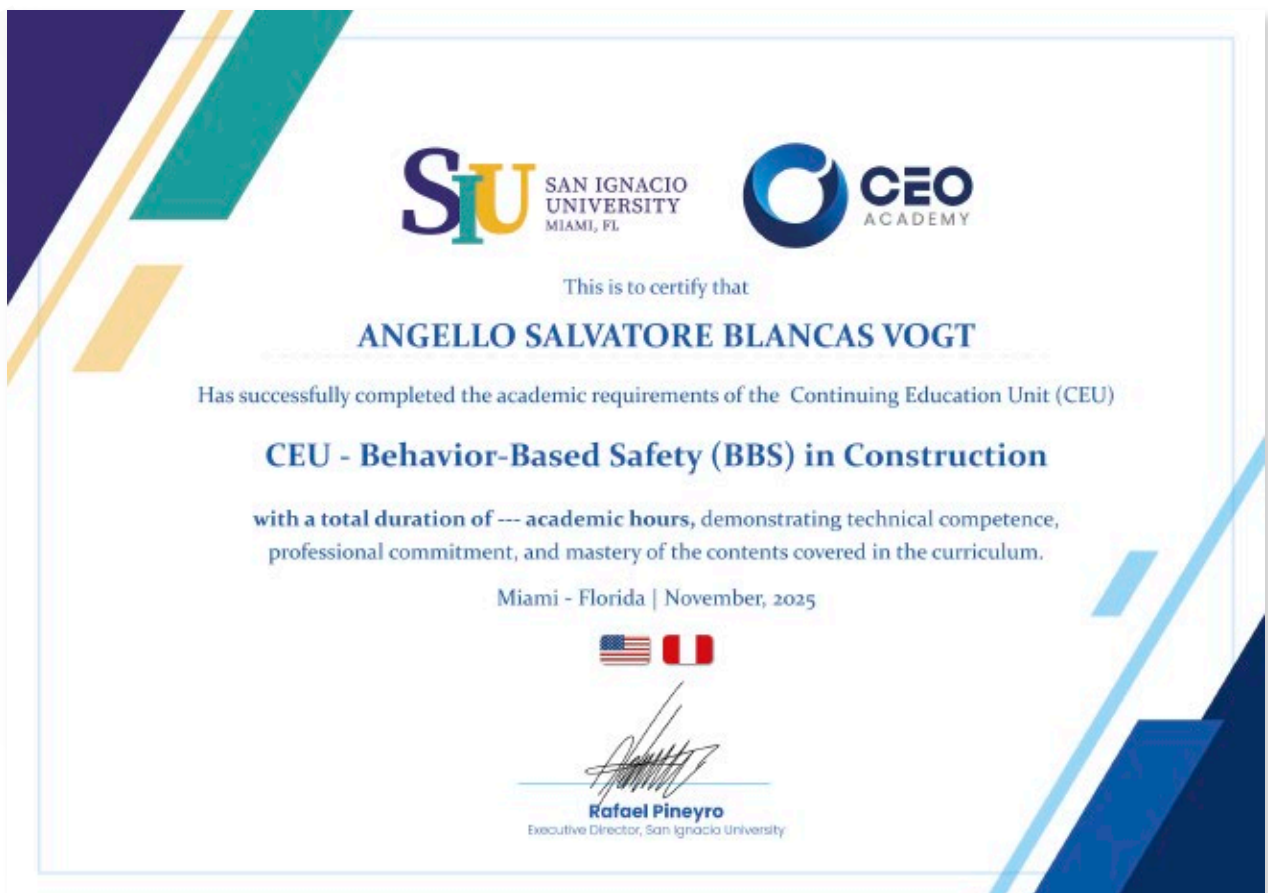 SIU
SAN IGNACIO
UNIVERSITY
MIAMI, FL
CEO
ACADEMY
This is to certify that
ANGELLO SALVATORE BLANCAS VOGT
Has successfully completed the academic requirements of the Continuing Education Unit (CEU)
CEU - Behavior-Based Safety (BBS) in Construction
with a total duration of --- academic hours, demonstrating technical competence,
professional commitment, and mastery of the contents covered in the curriculum.
Miami - Florida | November, 2025
Rafael Pineyro
Executive Director, San Ignacio University